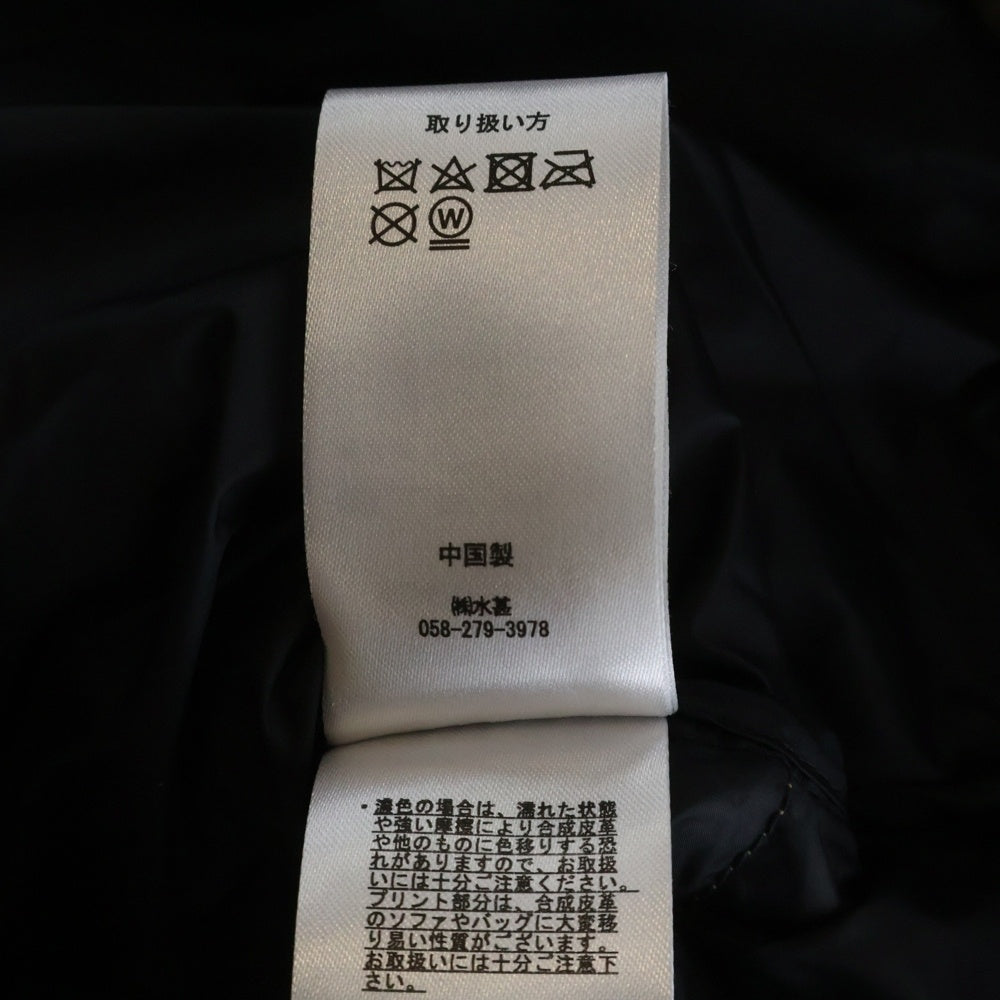 取り扱い方
W
中国製
㈱水甚
058-279-3978
・濃色の場合は、濡れた状態
や強い摩擦により合成皮革
や他のものに色移りする恐
れがありますので、お取扱
いには十分ご注意ください。
プリント部分は、合成皮革
のソファやバッグに大変移
り易い性質がございます。
お取扱いには十分ご注意下
さい。